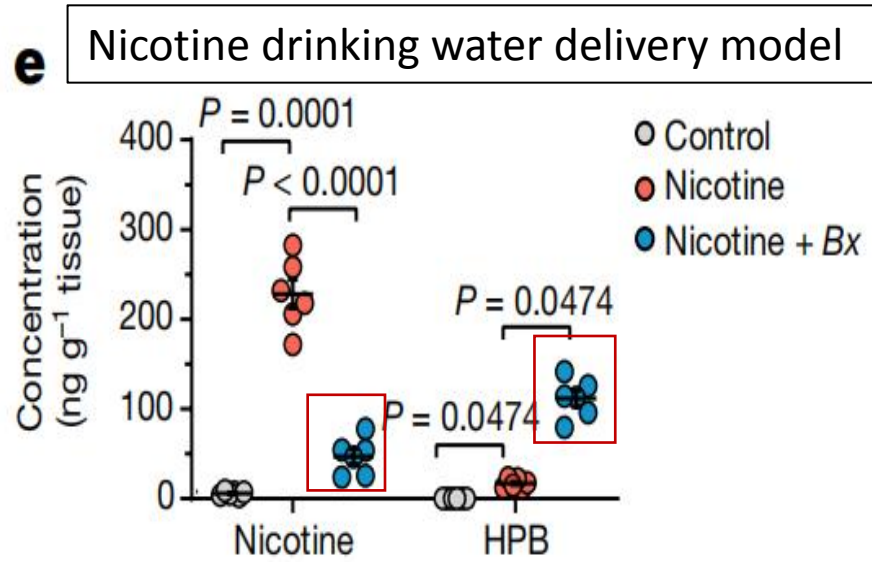 e
Nicotine drinking water delivery model
P = 0.0001
P < 0.0001
P = 0.0474
P = 0.0474
Control
Nicotine
Nicotine + Bx
Concentration
(ng g⁻¹ tissue)
400
300
200
100
0
Nicotine
HPB